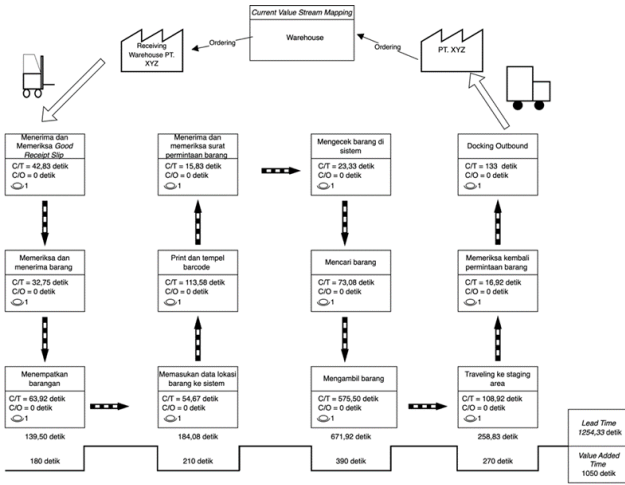 Current Value Stream Mapping
Warehouse
Ordering
Ordering
Receiving
Warehouse PT.
XYZ
PT. XYZ
Menerima dan
Memeriksa Good
Receipt Slip
C/T = 42,83 detik
C/O = 0 detik
1
Menerima dan
memeriksa surat
permintaan barang
C/T = 15,83 detik
C/O = 0 detik
1
Mengecek barang di
sistem
C/T = 23,33 detik
C/O = 0 detik
1
Docking Outbound
C/T = 133 detik
C/O = 0 detik
1
Memeriksa dan
menerima barang
C/T = 32,75 detik
C/O = 0 detik
1
Print dan tempel
barcode
C/T = 113,58 detik
C/O = 0 detik
1
Mencari barang
C/T = 73,08 detik
C/O = 0 detik
1
Memeriksa kembali
permintaan barang
C/T = 16,92 detik
C/O = 0 detik
1
Menempatkan
barangan
C/T = 63,92 detik
C/O = 0 detik
1
Memasukan data lokasi
barang ke sistem
C/T = 54,67 detik
C/O = 0 detik
1
Mengambil barang
C/T = 575,50 detik
C/O = 0 detik
1
Traveling ke staging
area
C/T = 108,92 detik
C/O = 0 detik
1
139,50 detik
184,08 detik
671,92 detik
258,83 detik
Lead Time
1254,33 detik
180 detik
210 detik
390 detik
270 detik
Value Added
Time
1050 detik